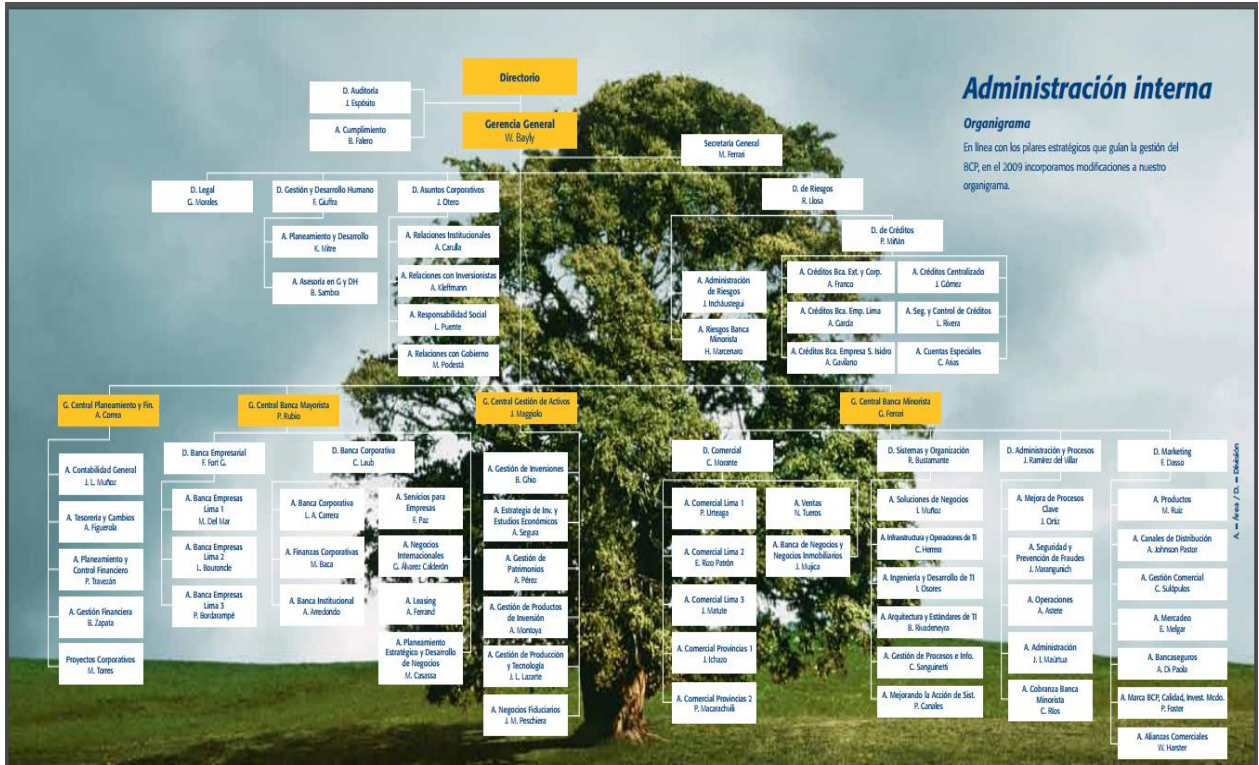 Administración interna
Organigrama
En línea con los pilares estratégicos que guían la gestión del
BCP, en el 2009 incorporamos modificaciones a nuestro
organigrama.
Directorio
Gerencia General
W. Bayly
D. Auditoría
J. Espósito
A. Cumplimiento
B. Falero
Secretaría General
M. Ferrari
D. Legal
G. Morales
D. Gestión y Desarrollo Humano
F. Giuffra
A. Planeamiento y Desarrollo
K. Mitre
A. Asesoría en G y DH
B. Sambra
D. Asuntos Corporativos
J. Otero
A. Relaciones Institucionales
A. Carulla
A. Relaciones con Inversionistas
A. Kleffmann
A. Responsabilidad Social
L. Puente
A. Relaciones con Gobierno
M. Podestá
D. de Riesgos
R. Llosa
A. Administración
de Riesgos
J. Incháustegui
A. Riesgos Banca
Minorista
H. Marcenaro
D. de Créditos
P. Miñán
A. Créditos Bca. Ext. y Corp.
A. Franco
A. Créditos Bca. Emp. Lima
A. García
A. Créditos Bca. Empresa S. Isidro
A. Gavilano
A. Créditos Centralizado
J. Gómez
A. Seg. y Control de Créditos
L. Rivera
A. Cuentas Especiales
C. Arias
G. Central Planeamiento y Fin.
A. Correa
A. Contabilidad General
J. L. Muñoz
A. Tesorería y Cambios
A. Figuerola
A. Planeamiento y
Control Financiero
P. Travezán
A. Gestión Financiera
B. Zapata
Proyectos Corporativos
M. Torres
G. Central Banca Mayorista
P. Rubio
D. Banca Empresarial
F. Fort G.
A. Banca Empresas
Lima 1
M. Del Mar
A. Banca Empresas
Lima 2
L. Bouroncle
A. Banca Empresas
Lima 3
P. Bordarampé
D. Banca Corporativa
C. Laub
A. Banca Corporativa
L. A. Carrera
A. Finanzas Corporativas
M. Baca
A. Banca Institucional
A. Arredondo
A. Servicios para
Empresas
F. Paz
A. Negocios
Internacionales
G. Álvarez Calderón
A. Leasing
A. Ferrand
A. Planeamiento
Estratégico y Desarrollo
de Negocios
M. Casassa
G. Central Gestión de Activos
J. Maggiolo
A. Gestión de Inversiones
B. Ghio
A. Estrategia de Inv. y
Estudios Económicos
A. Segura
A. Gestión de
Patrimonios
A. Pérez
A. Gestión de Productos
de Inversión
A. Montoya
A. Gestión de Producción
y Tecnología
J. L. Lazarte
A. Negocios Fiduciarios
J. M. Peschiera
G. Central Banca Minorista
G. Ferrari
D. Comercial
C. Morante
A. Comercial Lima 1
P. Urteaga
A. Comercial Lima 2
E. Rizo Patrón
A. Comercial Lima 3
J. Matute
A. Comercial Provincias 1
J. Ichazo
A. Comercial Provincias 2
P. Macarachvili
A. Ventas
N. Tueros
A. Banca de Negocios y
Negocios Inmobiliarios
J. Mujica
D. Sistemas y Organización
R. Bustamante
A. Soluciones de Negocios
I. Muñoz
A. Infraestructura y Operaciones de TI
C. Herrera
A. Ingeniería y Desarrollo de TI
I. Osores
A. Arquitectura y Estándares de TI
B. Rivadeneyra
A. Gestión de Procesos e Info.
C. Sanguinetti
A. Mejorando la Acción de Sist.
P. Canales
D. Administración y Procesos
J. Ramírez del Villar
A. Mejora de Procesos
Clave
J. Ortiz
A. Seguridad y
Prevención de Fraudes
J. Marangunich
A. Operaciones
A. Astete
A. Administración
J. I. Maúrtua
A. Cobranza Banca
Minorista
C. Ríos
D. Marketing
F. Dasso
A. Productos
M. Ruiz
A. Canales de Distribución
A. Johnson Pastor
A. Gestión Comercial
C. Sulópulos
A. Mercadeo
E. Melgar
A. Bancaseguros
A. Di Paola
A. Marca BCP, Calidad, Invest. Mcdo.
P. Foster
A. Alianzas Comerciales
W. Harster
A. = Área / D. = División